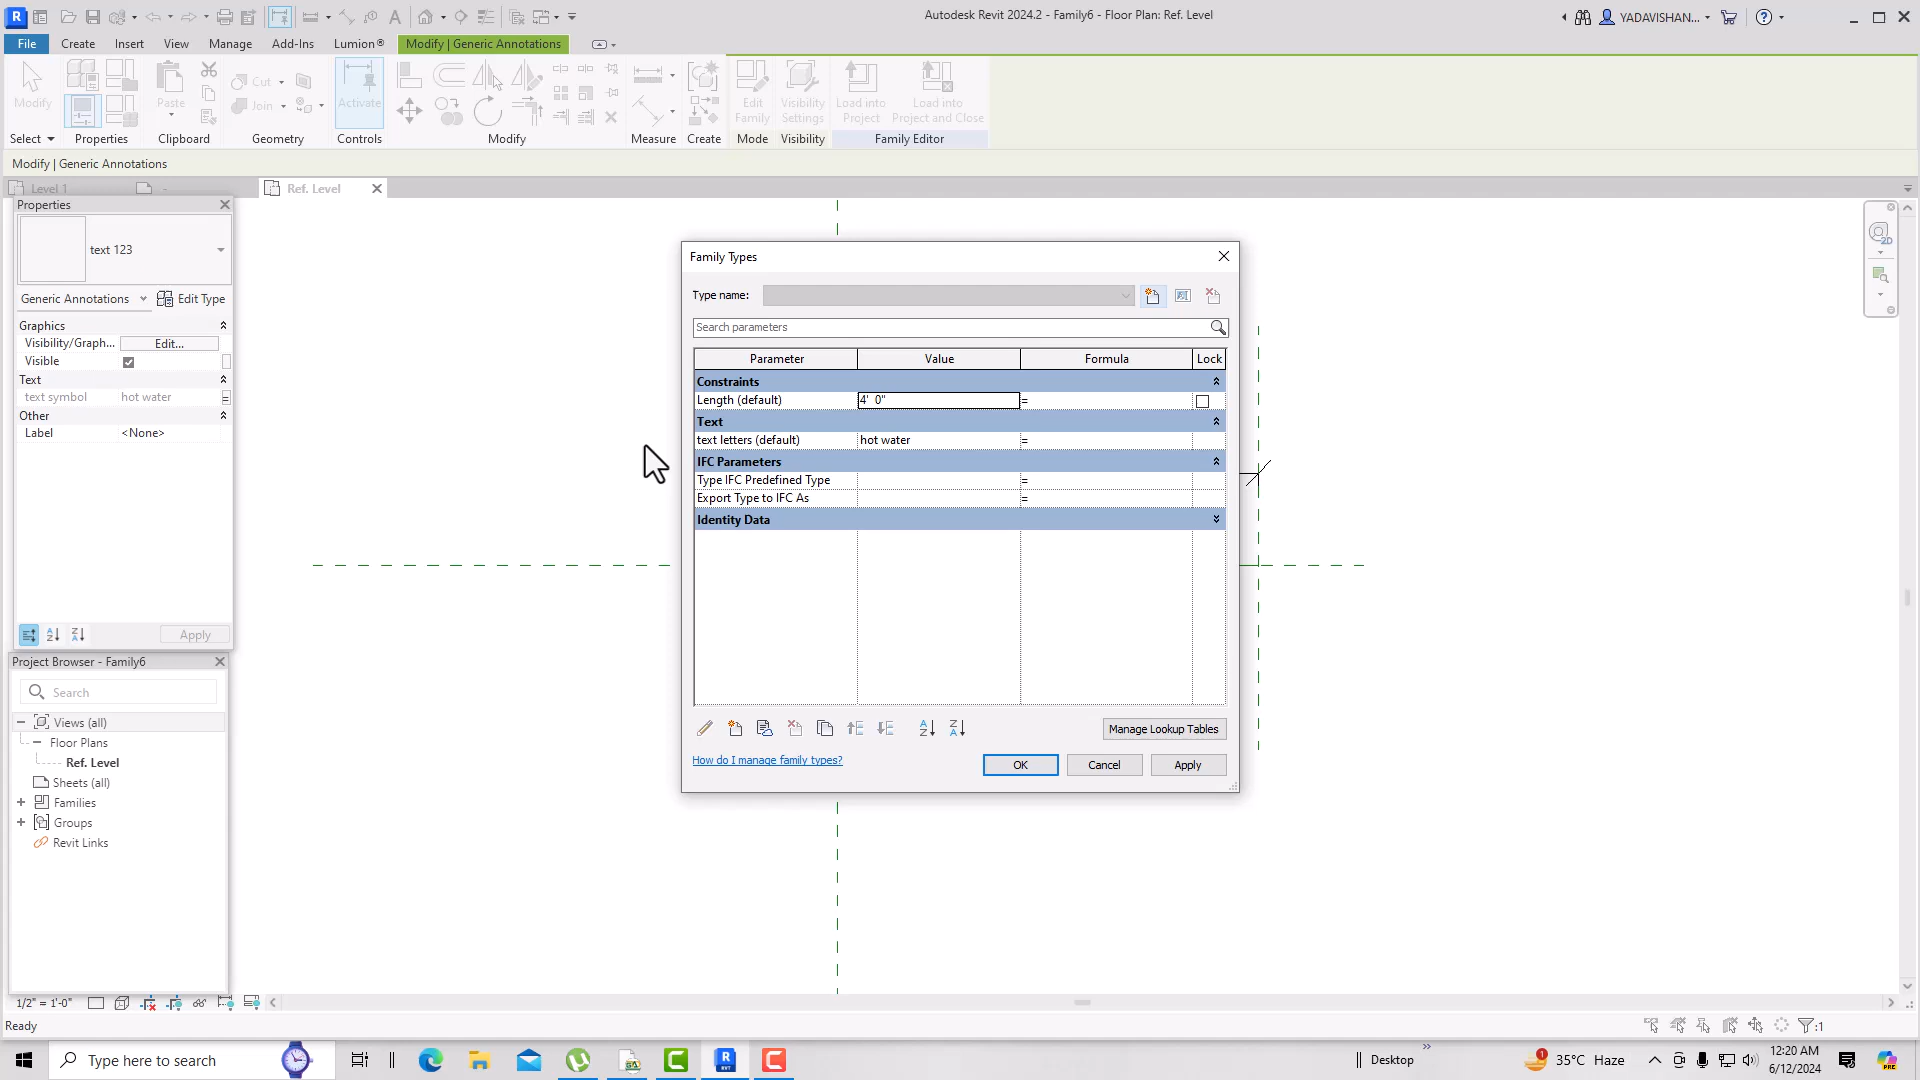 Autodesk Revit 2024.2 - Family6 - Floor Plan: Ref. Level
YADAVISHAN...
File Create Insert View Manage Add-Ins Lumion® Modify | Generic Annotations
Modify
Paste
Cut
Join
Activate
Edit Family
Visibility Settings
Load into Project
Load into Project and Close
Select Properties Clipboard Geometry Controls Modify Measure Create Mode Visibility Family Editor
Modify | Generic Annotations
Level 1
-
Ref. Level
Properties
text 123
Generic Annotations Edit Type
Graphics
Visibility/Graph... Edit...
Visible
Text
text symbol hot water
Other
Label <None>
Apply
Project Browser - Family6
Search
Views (all)
Floor Plans
Ref. Level
Sheets (all)
Families
Groups
Revit Links
Family Types
Type name:
Search parameters
Parameter Value Formula Lock
Constraints
Length (default) 4' 0" =
Text
text letters (default) hot water =
IFC Parameters
Type IFC Predefined Type =
Export Type to IFC As =
Identity Data
Manage Lookup Tables
How do I manage family types?
OK Cancel Apply
2D
1/2" = 1'-0"
Ready
:1
Type here to search
Desktop
1
35°C Haze
12:20 AM
6/12/2024
PRE